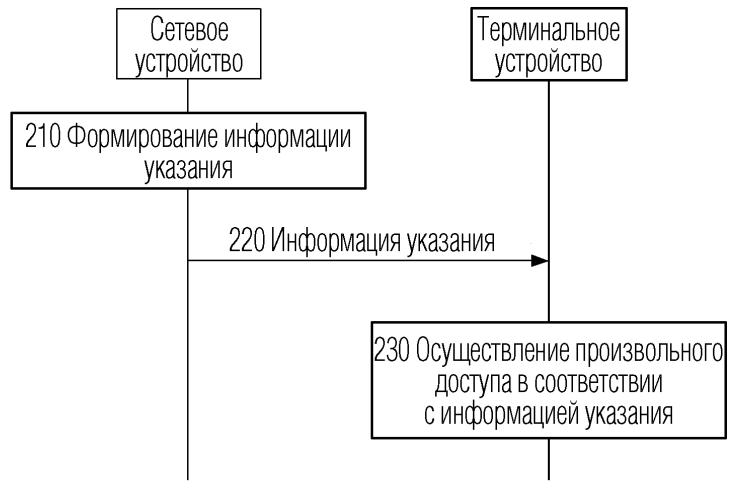 Сетевое
устройство
Терминальное
устройство
210 Формирование информации
указания
220 Информация указания
230 Осуществление произвольного
доступа в соответствии
с информацией указания